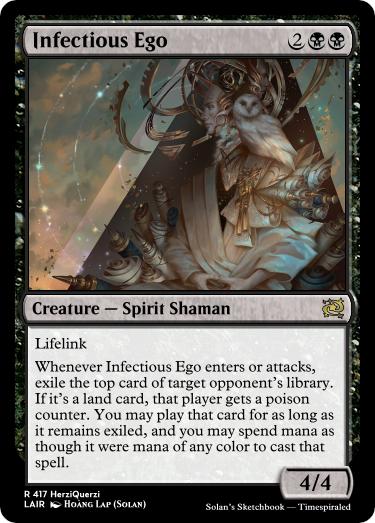 Infectious Ego 2
Creature — Spirit Shaman
Lifelink
Whenever Infectious Ego enters or attacks,
exile the top card of target opponent's library.
If it's a land card, that player gets a poison
counter. You may play that card for as long as
it remains exiled, and you may spend mana as
though it were mana of any color to cast that
spell.
4/4
R 417 HerziQuerzi
LAIR Hoàng Lap (Solan)
Solan's Sketchbook — Timespiraled